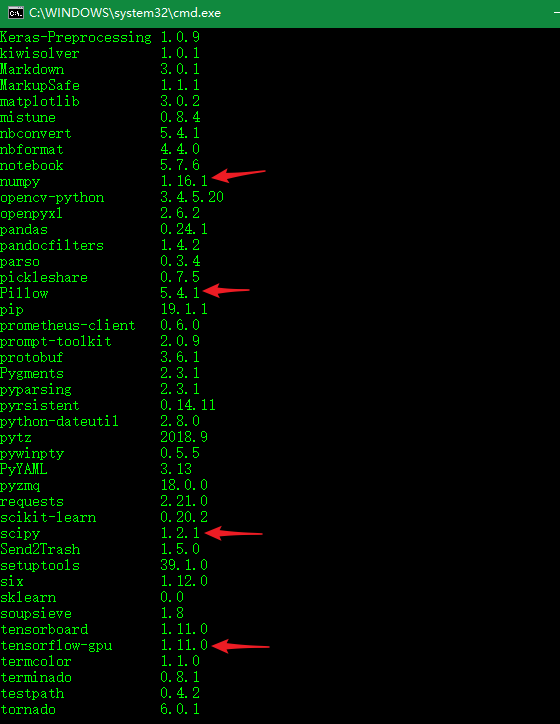 C:\WINDOWS\system32\cmd.exe
Keras-Preprocessing 1.0.9
kiwisolver 1.0.1
Markdown 3.0.1
MarkupSafe 1.1.1
matplotlib 3.0.2
mistune 0.8.4
nbconvert 5.4.1
nbformat 4.4.0
notebook 5.7.6
numpy 1.16.1
opencv-python 3.4.5.20
openpyxl 2.6.2
pandas 0.24.1
pandocfilters 1.4.2
parso 0.3.4
pickleshare 0.7.5
Pillow 5.4.1
pip 19.1.1
prometheus-client 0.6.0
prompt-toolkit 2.0.9
protobuf 3.6.1
Pygments 2.3.1
pyparsing 2.3.1
pyrsistent 0.14.11
python-dateutil 2.8.0
pytz 2018.9
pywinpty 0.5.5
PyYAML 3.13
pyzmq 18.0.0
requests 2.21.0
scikit-learn 0.20.2
scipy 1.2.1
Send2Trash 1.5.0
setuptools 39.1.0
six 1.12.0
sklearn 0.0
soupsieve 1.8
tensorboard 1.11.0
tensorflow-gpu 1.11.0
termcolor 1.1.0
terminado 0.8.1
testpath 0.4.2
tornado 6.0.1